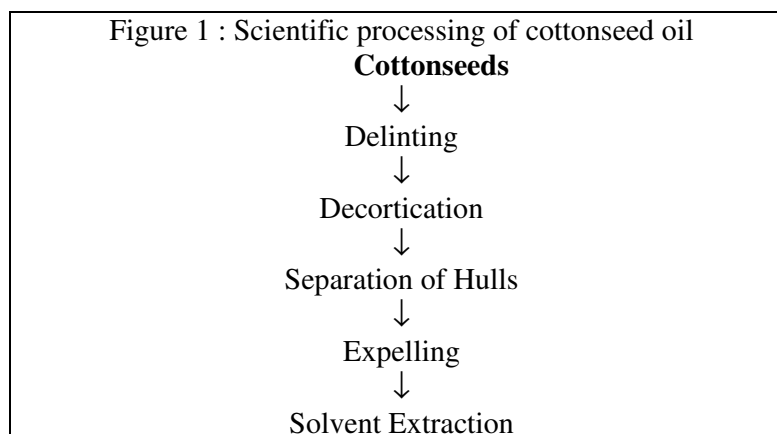 Figure 1 : Scientific processing of cottonseed oil
Cottonseeds
↓
Delinting
↓
Decortication
↓
Separation of Hulls
↓
Expelling
↓
Solvent Extraction